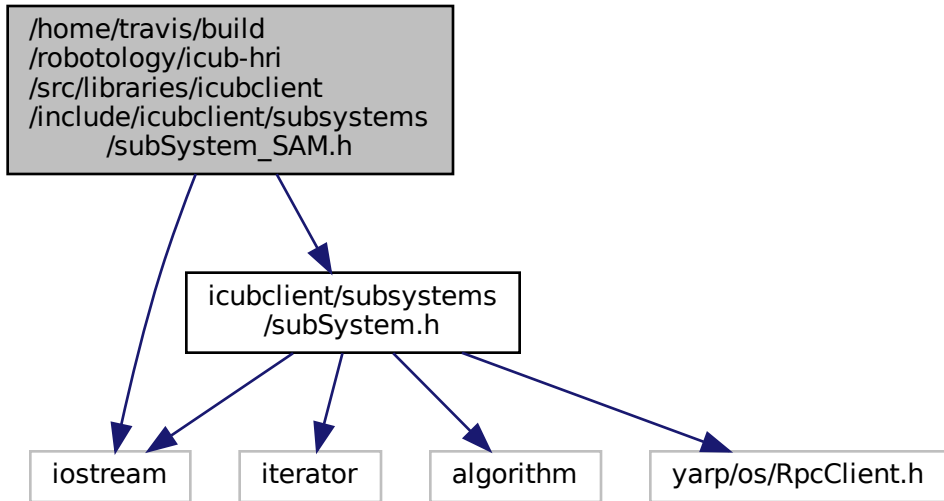 /home/travis/build
/robotology/icub-hri
/src/libraries/icubclient
/include/icubclient/subsystems
/subSystem_SAM.h
icubclient/subsystems
/subSystem.h
iostream
iterator
algorithm
yarp/os/RpcClient.h